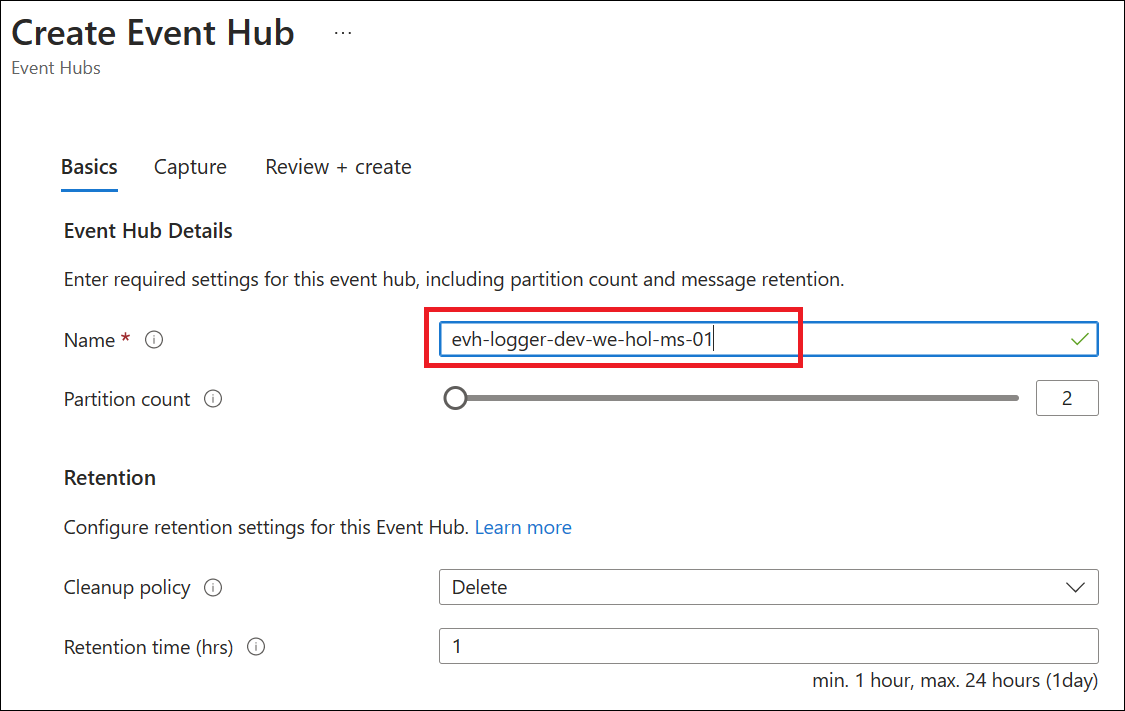 Create Event Hub ...
Event Hubs
Basics Capture Review + create
Event Hub Details
Enter required settings for this event hub, including partition count and message retention.
Name * i evh-logger-dev-we-hol-ms-01
Partition count i 2
Retention
Configure retention settings for this Event Hub. Learn more
Cleanup policy i Delete
Retention time (hrs) i 1
min. 1 hour, max. 24 hours (1day)